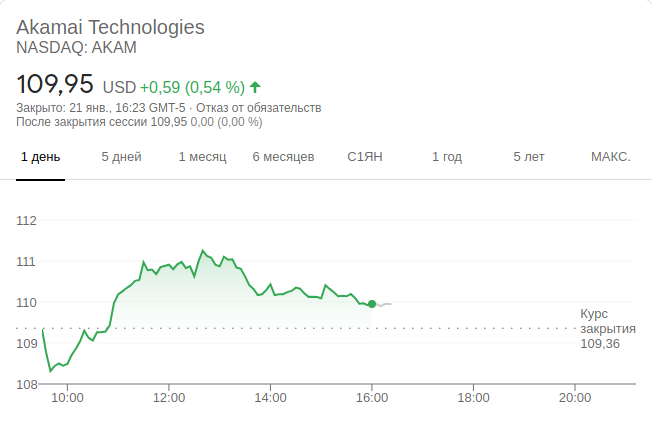 Akamai Technologies
NASDAQ: AKAM
109,95 USD +0,59 (0,54 %)
Закрыто: 21 янв., 16:23 GMT-5 · Отказ от обязательств
После закрытия сессии 109,95 0,00 (0,00 %)
1 день 5 дней 1 месяц 6 месяцев С1ЯН 1 год 5 лет МАКС.
112
111
110
Курс
закрытия
109,36
109
108
10:00 12:00 14:00 16:00 18:00 20:00